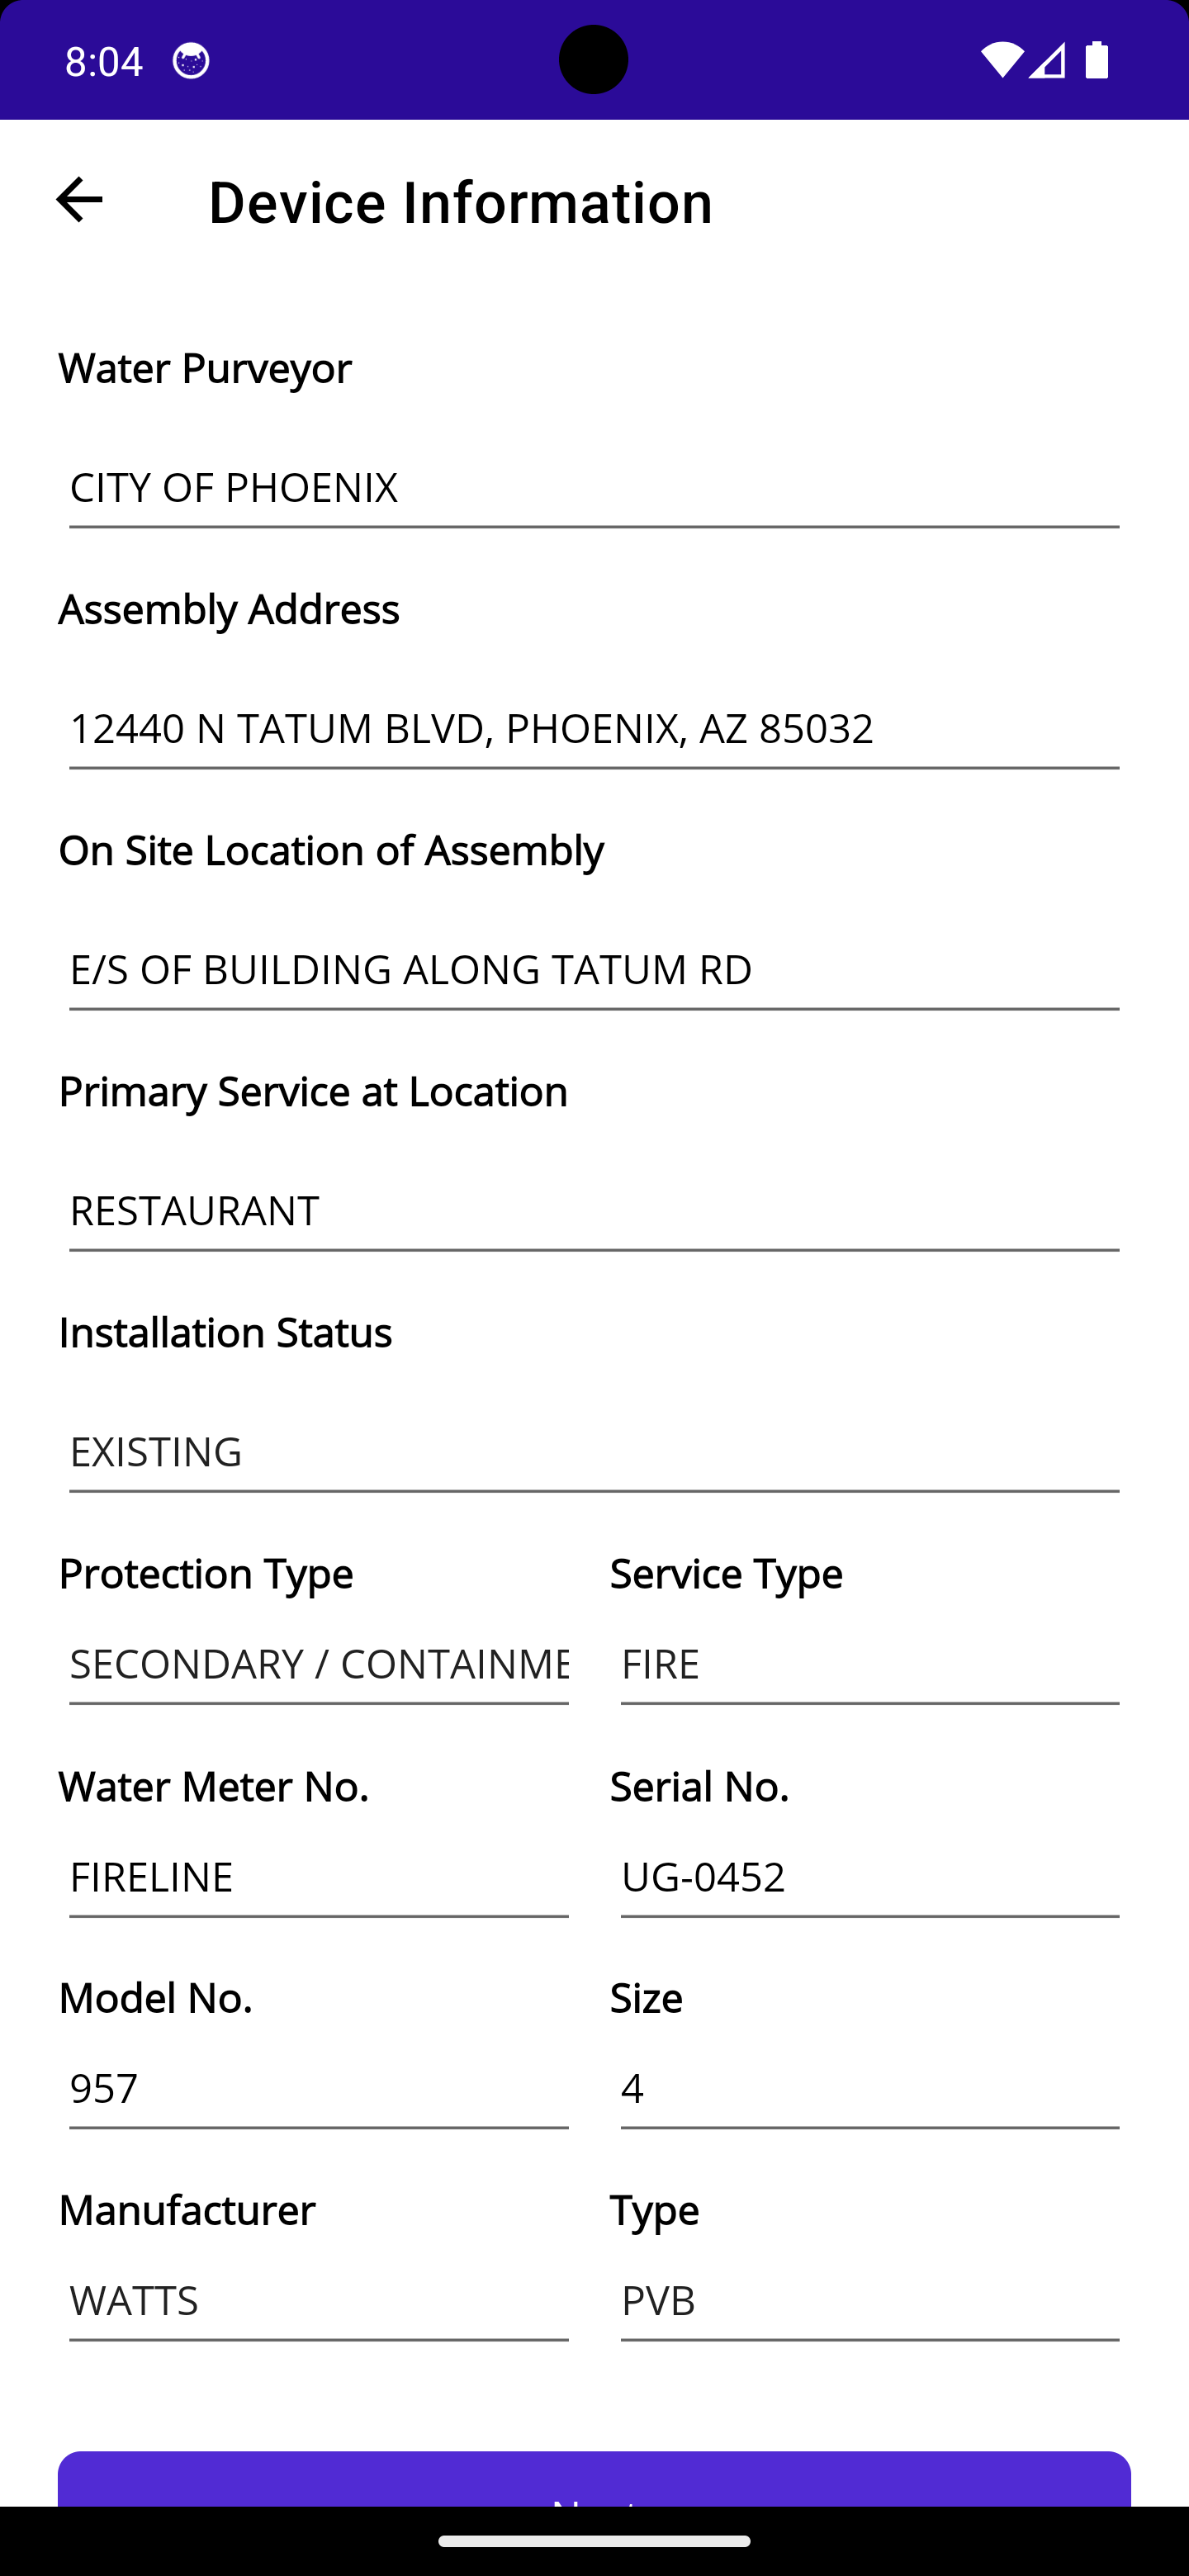 8:04
Device Information
Water Purveyor
CITY OF PHOENIX
Assembly Address
12440 N TATUM BLVD, PHOENIX, AZ 85032
On Site Location of Assembly
E/S OF BUILDING ALONG TATUM RD
Primary Service at Location
RESTAURANT
Installation Status
EXISTING
Protection Type
Service Type
SECONDARY / CONTAINME
FIRE
Water Meter No.
Serial No.
FIRELINE
UG-0452
Model No.
Size
957
4
Manufacturer
Type
WATTS
PVB